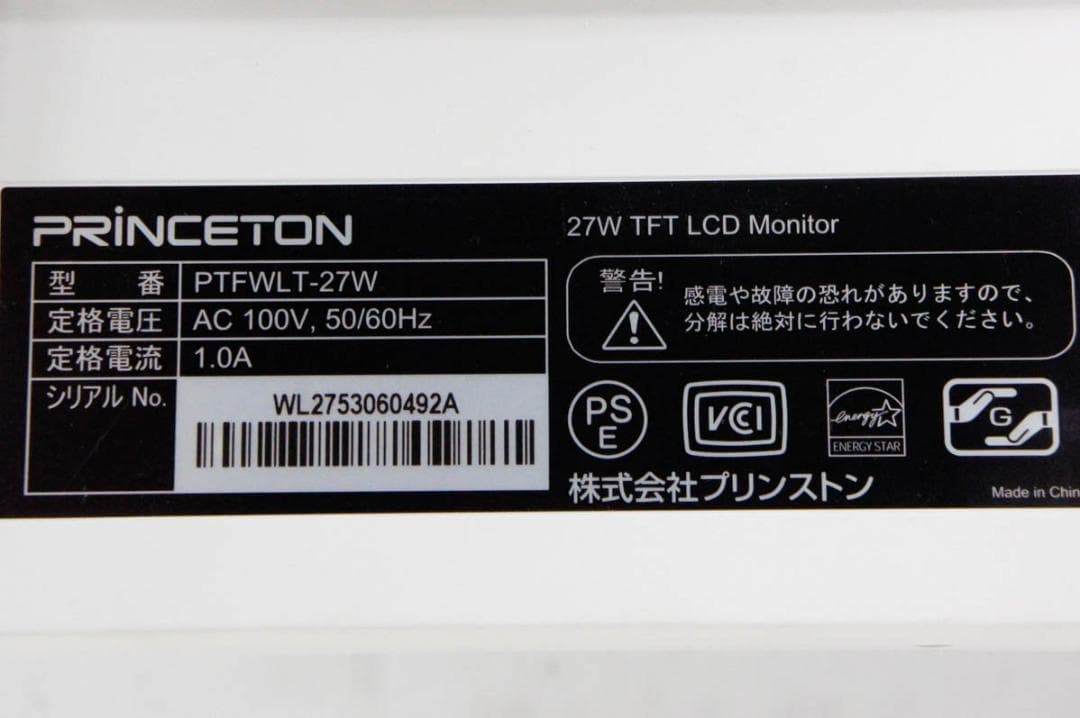 PRINCETON
型 番 PTFWLT-27W
定格電圧 AC 100V, 50/60Hz
定格電流 1.0A
シリアル No. WL2753060492A
27W TFT LCD Monitor
警告!
感電や故障の恐れがありますので、
分解は絶対に行わないでください。
PS
E
VCCI
energy
ENERGY STAR
G
株式会社プリンストン
Made in Chin